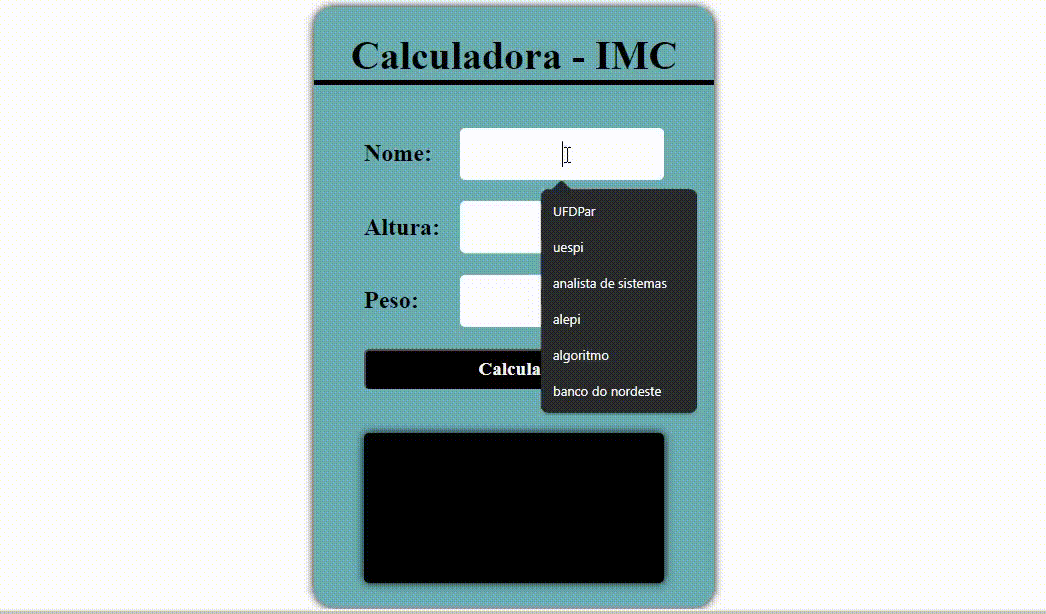 Calculadora - IMC
Nome:
UFDPar
Altura:
uespi
analista de sistemas
Peso:
alepi
algoritmo
Calcula
banco do nordeste